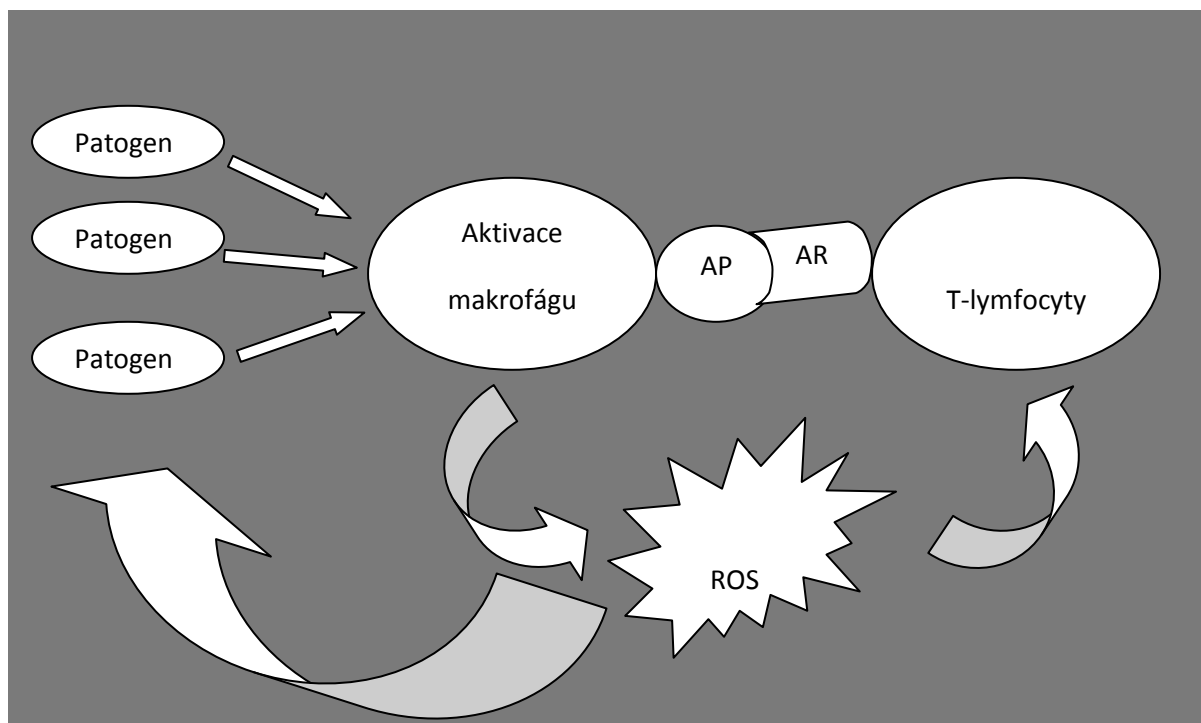 Patogen
Patogen
Patogen
Aktivace
makrofágu
AP
AR
T-lymfocyty
ROS